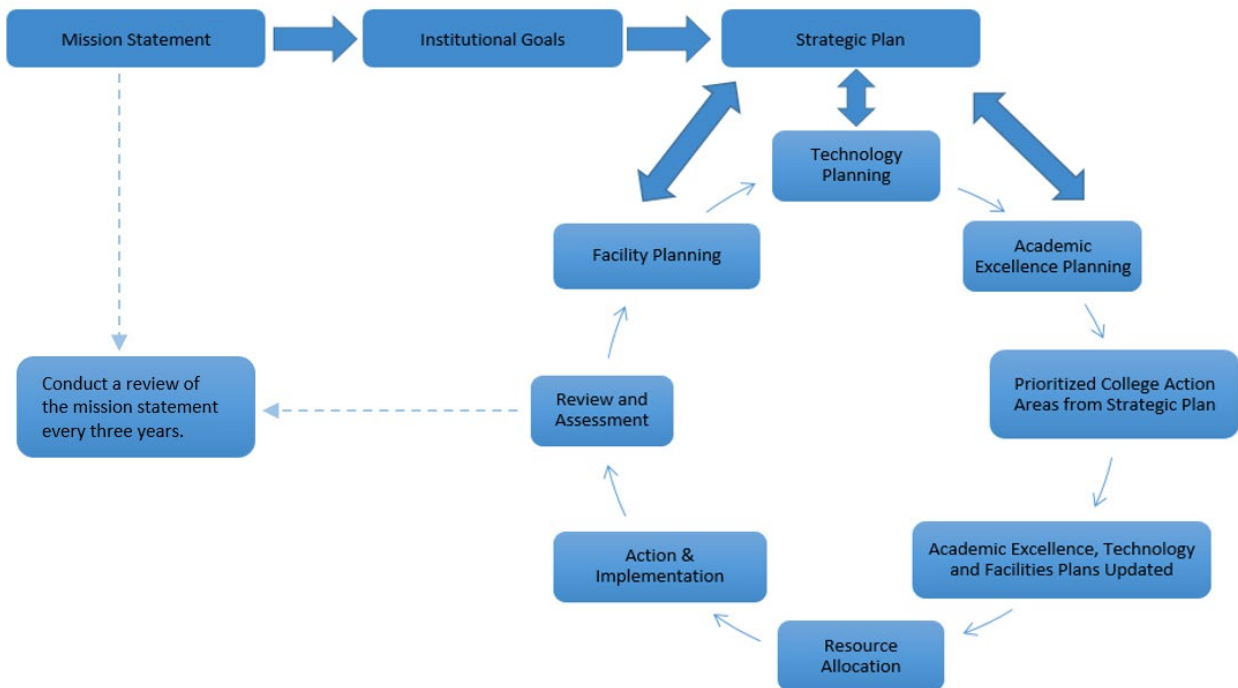 Mission Statement
Institutional Goals
Strategic Plan
Technology
Planning
Facility Planning
Academic
Excellence Planning
Conduct a review of
the mission statement
every three years.
Review and
Assessment
Prioritized College Action
Areas from Strategic Plan
Action &
Implementation
Academic Excellence, Technology
and Facilities Plans Updated
Resource
Allocation